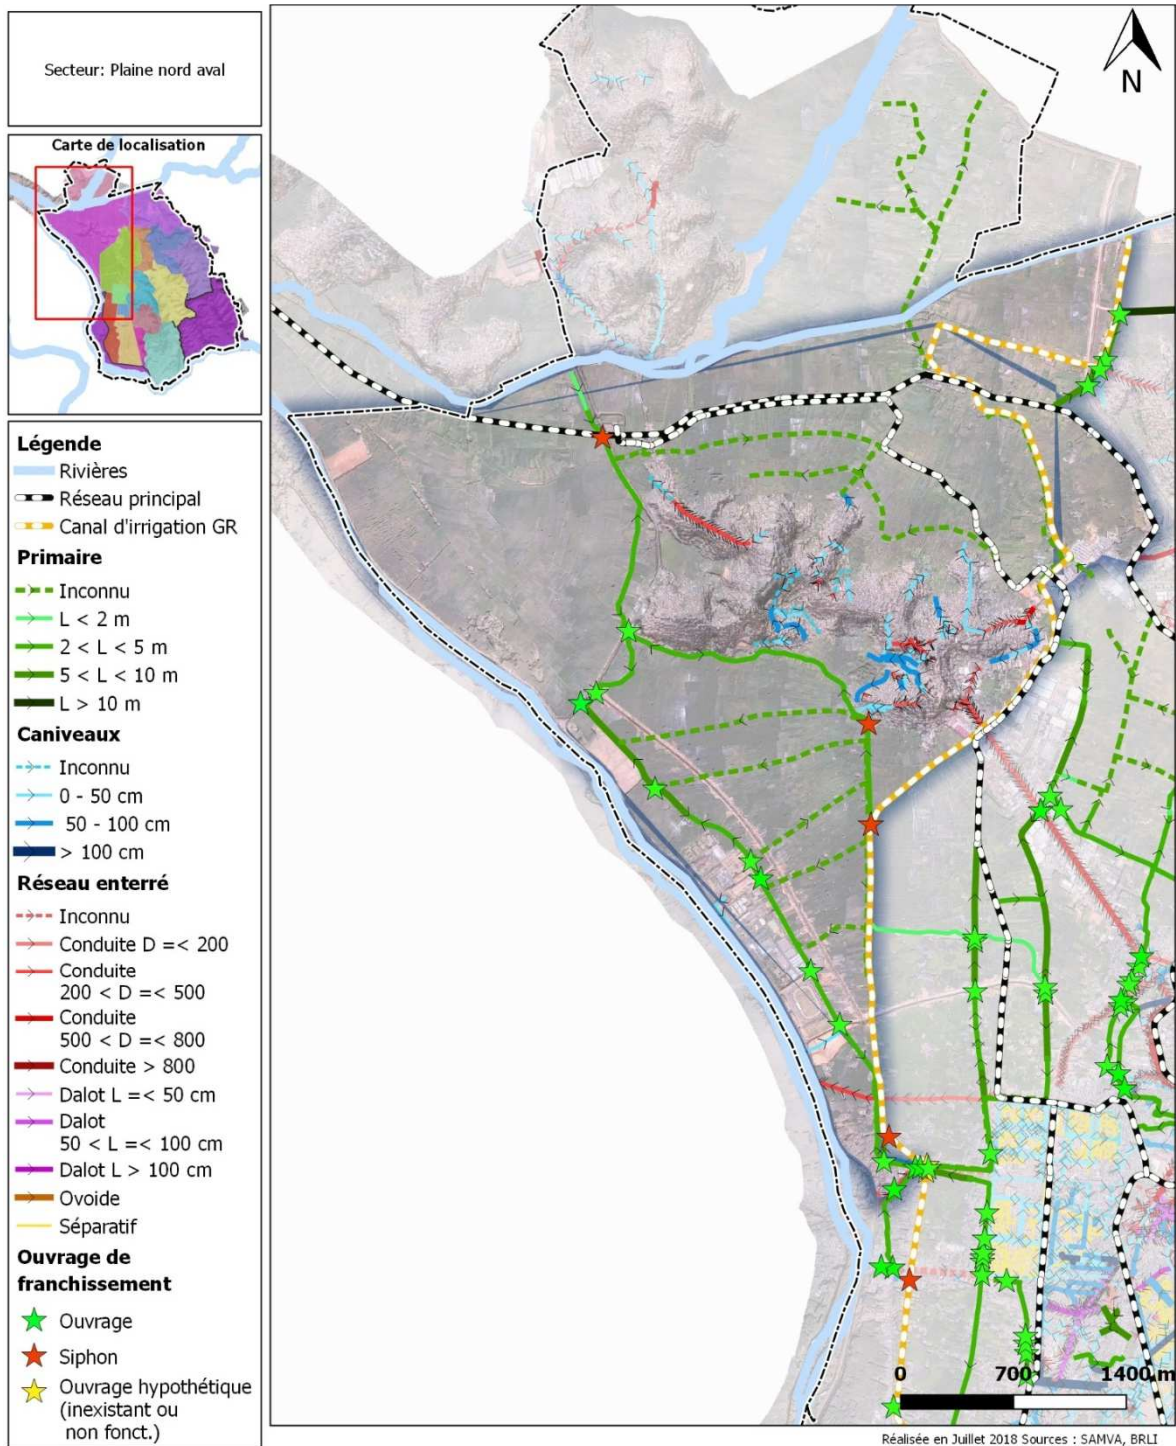 Secteur: Plaine nord aval
Carte de localisation
Légende
Rivières
Réseau principal
Canal d'irrigation GR
Primaire
Inconnu
L < 2 m
2 < L < 5 m
5 < L < 10 m
L > 10 m
Caniveaux
Inconnu
0 - 50 cm
50 - 100 cm
> 100 cm
Réseau enterré
Inconnu
Conduite D =< 200
Conduite
200 < D =< 500
Conduite
500 < D =< 800
Conduite > 800
Dalot L =< 50 cm
Dalot
50 < L =< 100 cm
Dalot L > 100 cm
Ovoide
Séparatif
Ouvrage de
franchissement
Ouvrage
Siphon
Ouvrage hypothétique
(inexistant ou
non fonct.)
N
0 700 1400 m
Réalisée en Juillet 2018 Sources : SAMVA, BRLI